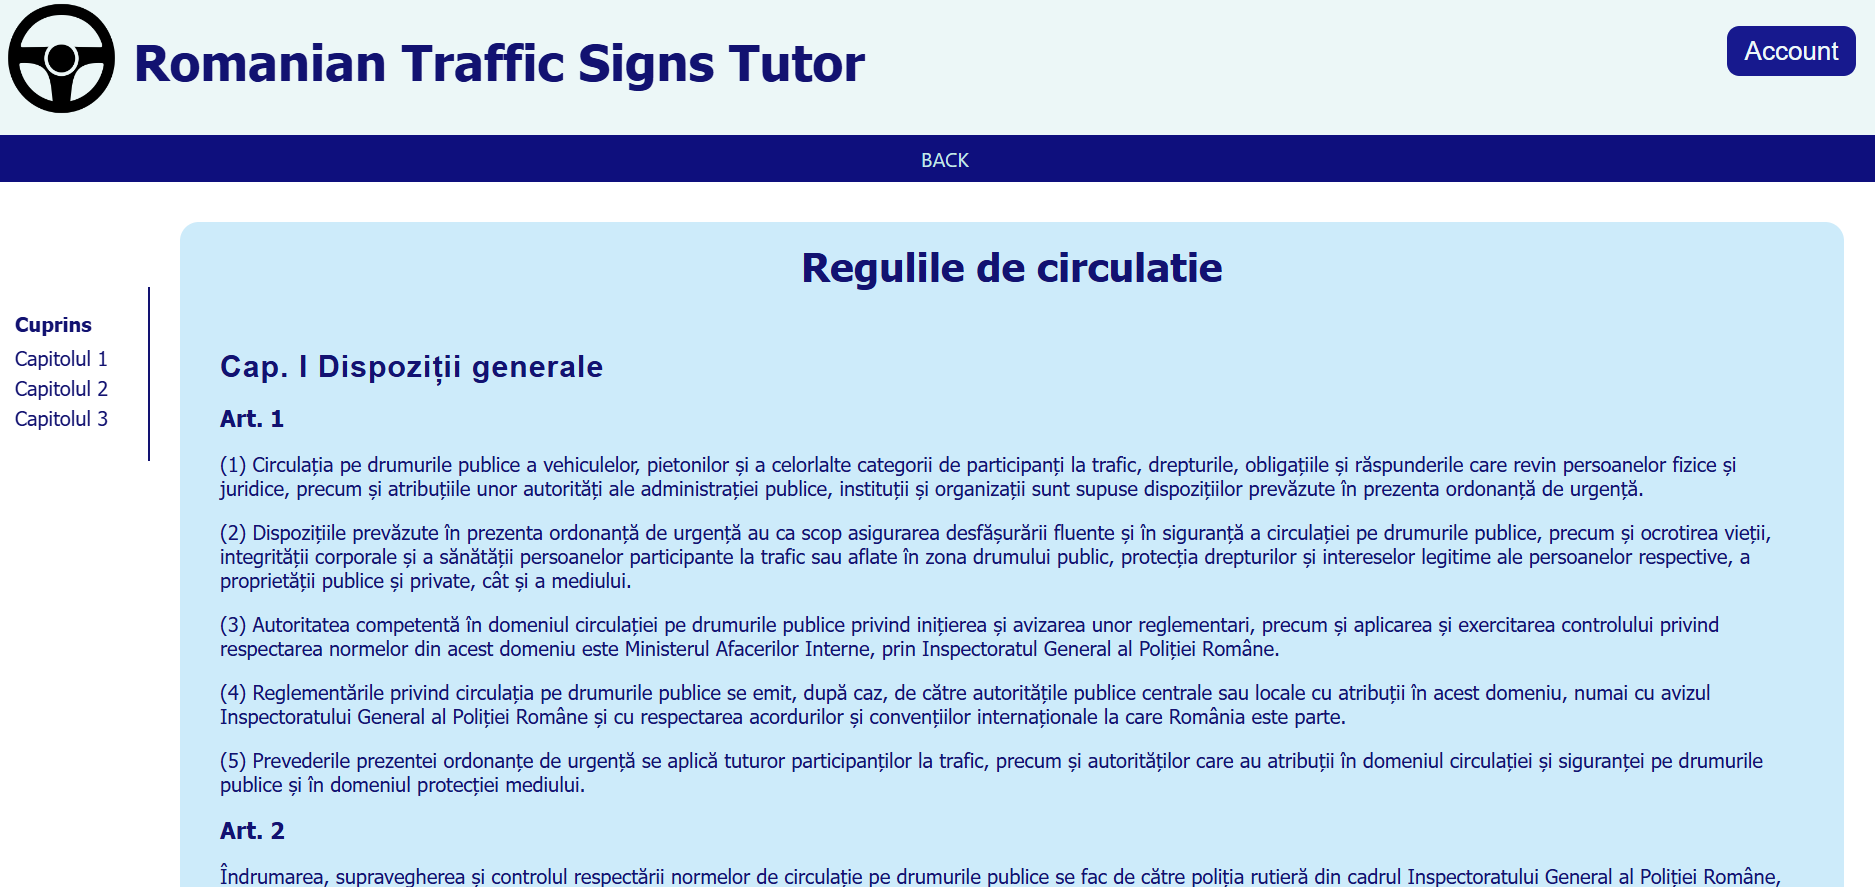 Romanian Traffic Signs Tutor
Account
BACK
Cuprins
Capitolul 1
Capitolul 2
Capitolul 3
Regulile de circulatie
Cap. I Dispoziții generale
Art. 1
(1) Circulația pe drumurile publice a vehiculelor, pietonilor și a celorlalte categorii de participanți la trafic, drepturile, obligațiile și răspunderile care revin persoanelor fizice și
juridice, precum și atribuțiile unor autorități ale administrației publice, instituții și organizații sunt supuse dispozițiilor prevăzute în prezenta ordonanță de urgență.
(2) Dispozițiile prevăzute în prezenta ordonanță de urgență au ca scop asigurarea desfășurării fluente și în siguranță a circulației pe drumurile publice, precum și ocrotirea vieții,
integrității corporale și a sănătății persoanelor participante la trafic sau aflate în zona drumului public, protecția drepturilor și intereselor legitime ale persoanelor respective, a
proprietății publice și private, cât și a mediului.
(3) Autoritatea competentă în domeniul circulației pe drumurile publice privind inițierea și avizarea unor reglementari, precum și aplicarea și exercitarea controlului privind
respectarea normelor din acest domeniu este Ministerul Afacerilor Interne, prin Inspectoratul General al Poliției Române.
(4) Reglementările privind circulația pe drumurile publice se emit, după caz, de către autoritățile publice centrale sau locale cu atribuții în acest domeniu, numai cu avizul
Inspectoratului General al Poliției Române și cu respectarea acordurilor și convențiilor internaționale la care România este parte.
(5) Prevederile prezentei ordonanțe de urgență se aplică tuturor participanților la trafic, precum și autorităților care au atribuții în domeniul circulației și siguranței pe drumurile
publice și în domeniul protecției mediului.
Art. 2
Îndrumarea, supravegherea și controlul respectării normelor de circulație pe drumurile publice se fac de către poliția rutieră din cadrul Inspectoratului General al Poliției Române,